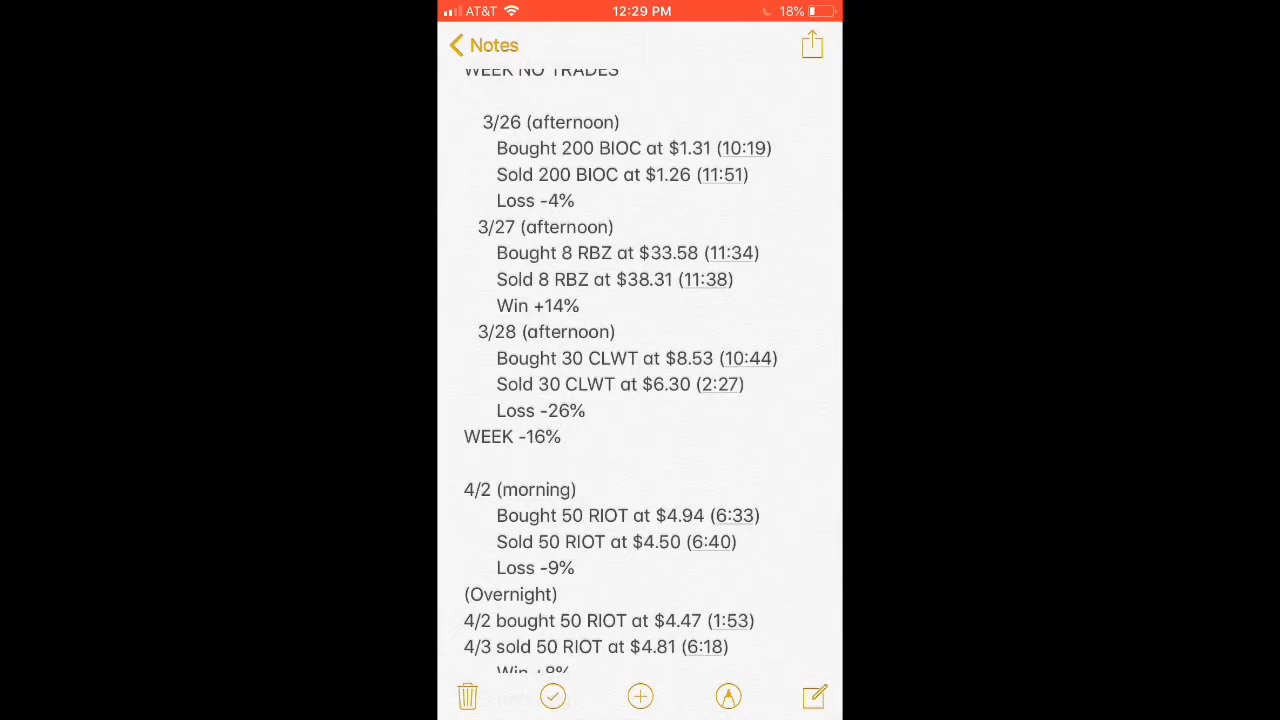 AT&T 12:29 PM 18%
Notes
WEEK NO TRADES
3/26 (afternoon)
Bought 200 BIOC at $1.31 (10:19)
Sold 200 BIOC at $1.26 (11:51)
Loss -4%
3/27 (afternoon)
Bought 8 RBZ at $33.58 (11:34)
Sold 8 RBZ at $38.31 (11:38)
Win +14%
3/28 (afternoon)
Bought 30 CLWT at $8.53 (10:44)
Sold 30 CLWT at $6.30 (2:27)
Loss -26%
WEEK -16%
4/2 (morning)
Bought 50 RIOT at $4.94 (6:33)
Sold 50 RIOT at $4.50 (6:40)
Loss -9%
(Overnight)
4/2 bought 50 RIOT at $4.47 (1:53)
4/3 sold 50 RIOT at $4.81 (6:18)
Win +8%